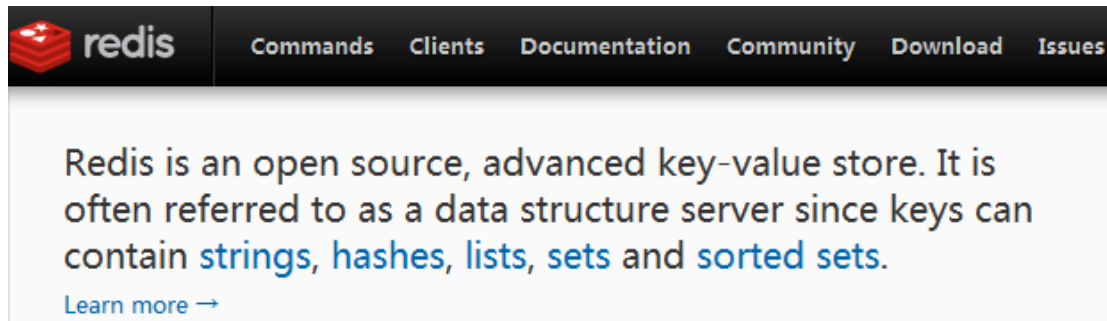 redis Commands Clients Documentation Community Download Issues
Redis is an open source, advanced key-value store. It is
often referred to as a data structure server since keys can
contain strings, hashes, lists, sets and sorted sets.
Learn more →